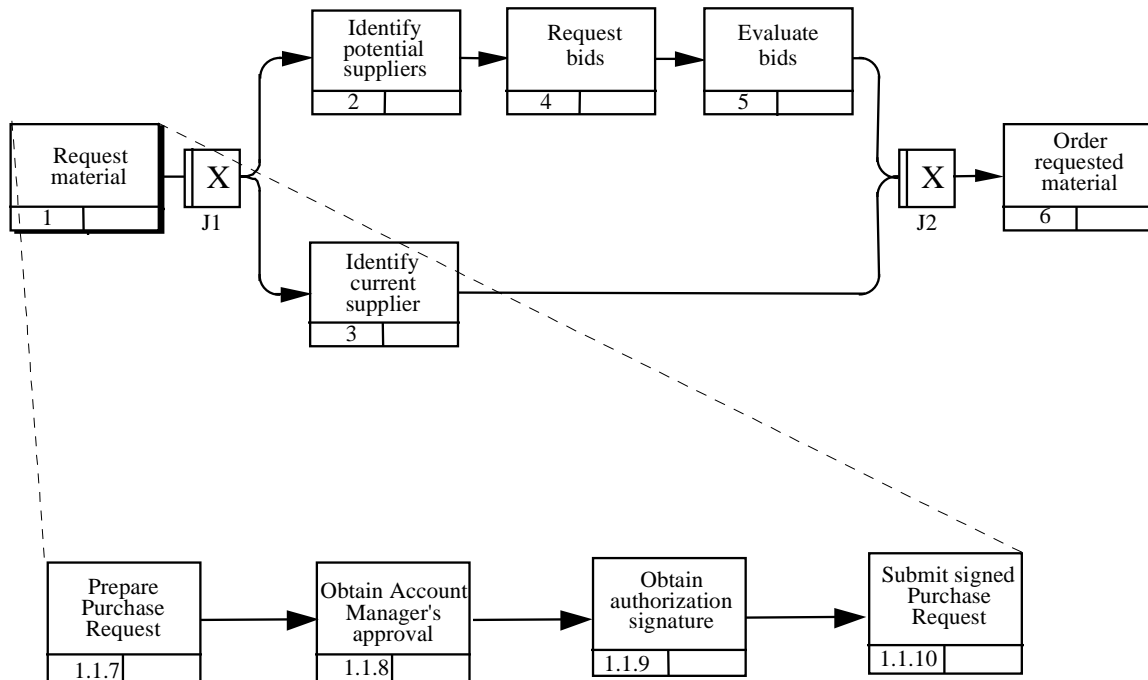 Identify
potential
suppliers
2
Request
bids
4
Evaluate
bids
5
Request
material
1
X
J1
X
J2
Order
requested
material
6
Identify
current
supplier
3
Prepare
Purchase
Request
1.1.7
Obtain Account
Manager's
approval
1.1.8
Obtain
authorization
signature
1.1.9
Submit signed
Purchase
Request
1.1.10